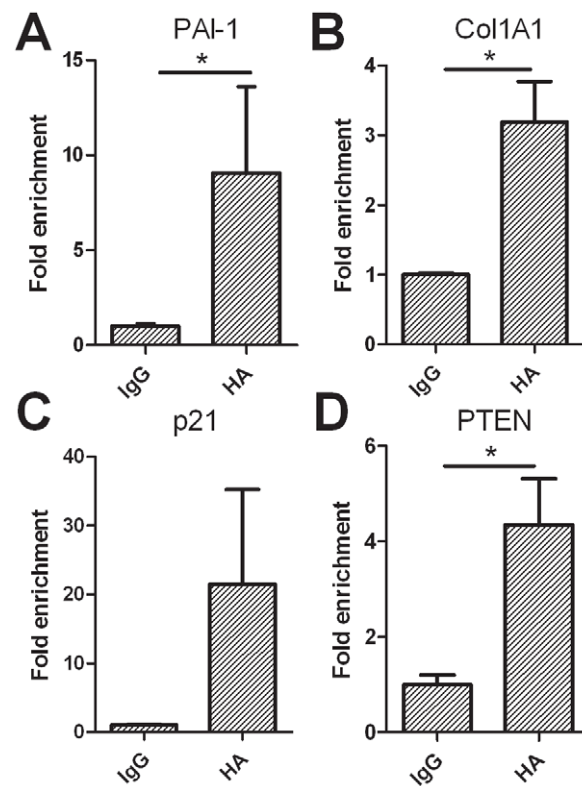 A
PAI-1
Fold enrichment
15
10
5
0
*
IgG
HA
B
Col1A1
Fold enrichment
4
3
2
1
0
*
IgG
HA
C
p21
Fold enrichment
40
30
20
10
0
IgG
HA
D
PTEN
Fold enrichment
6
4
2
0
*
IgG
HA